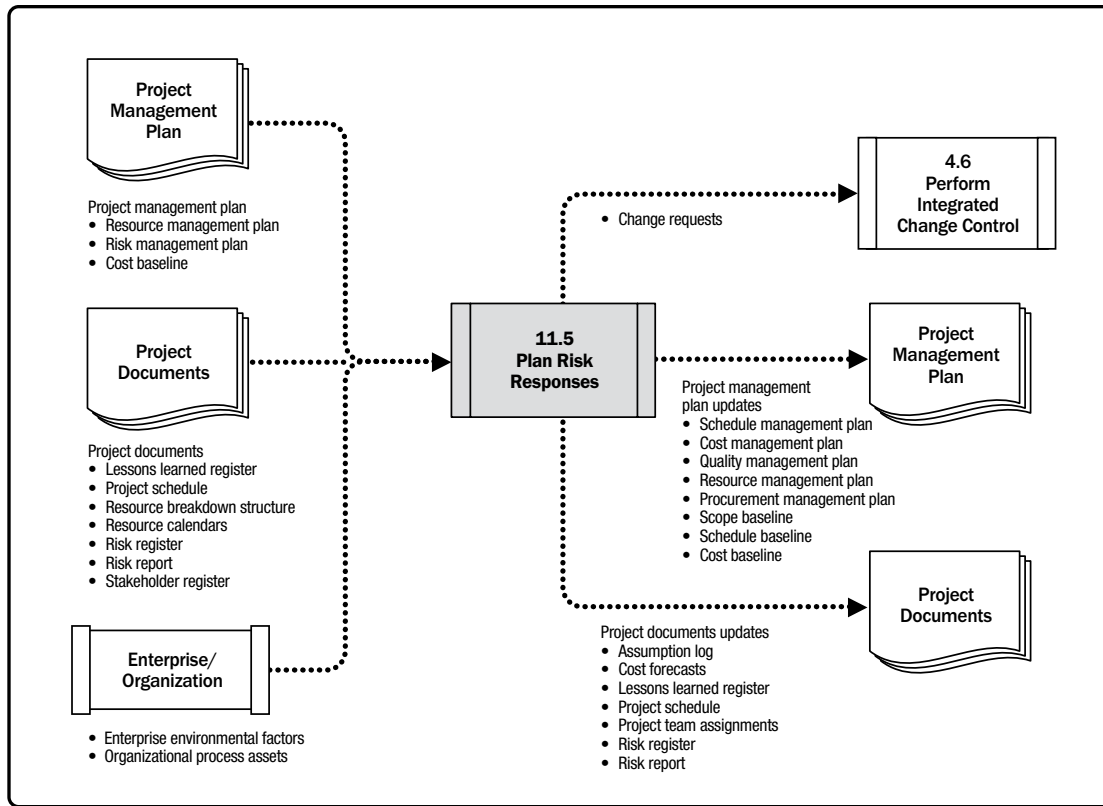 Project
Management
Plan
Project management plan
• Resource management plan
• Risk management plan
• Cost baseline
Project
Documents
Project documents
• Lessons learned register
• Project schedule
• Resource breakdown structure
• Resource calendars
• Risk register
• Risk report
• Stakeholder register
Enterprise/
Organization
• Enterprise environmental factors
• Organizational process assets
11.5
Plan Risk
Responses
• Change requests
4.6
Perform
Integrated
Change Control
Project
Management
Plan
Project management
plan updates
• Schedule management plan
• Cost management plan
• Quality management plan
• Resource management plan
• Procurement management plan
• Scope baseline
• Schedule baseline
• Cost baseline
Project
Documents
Project documents updates
• Assumption log
• Cost forecasts
• Lessons learned register
• Project schedule
• Project team assignments
• Risk register
• Risk report